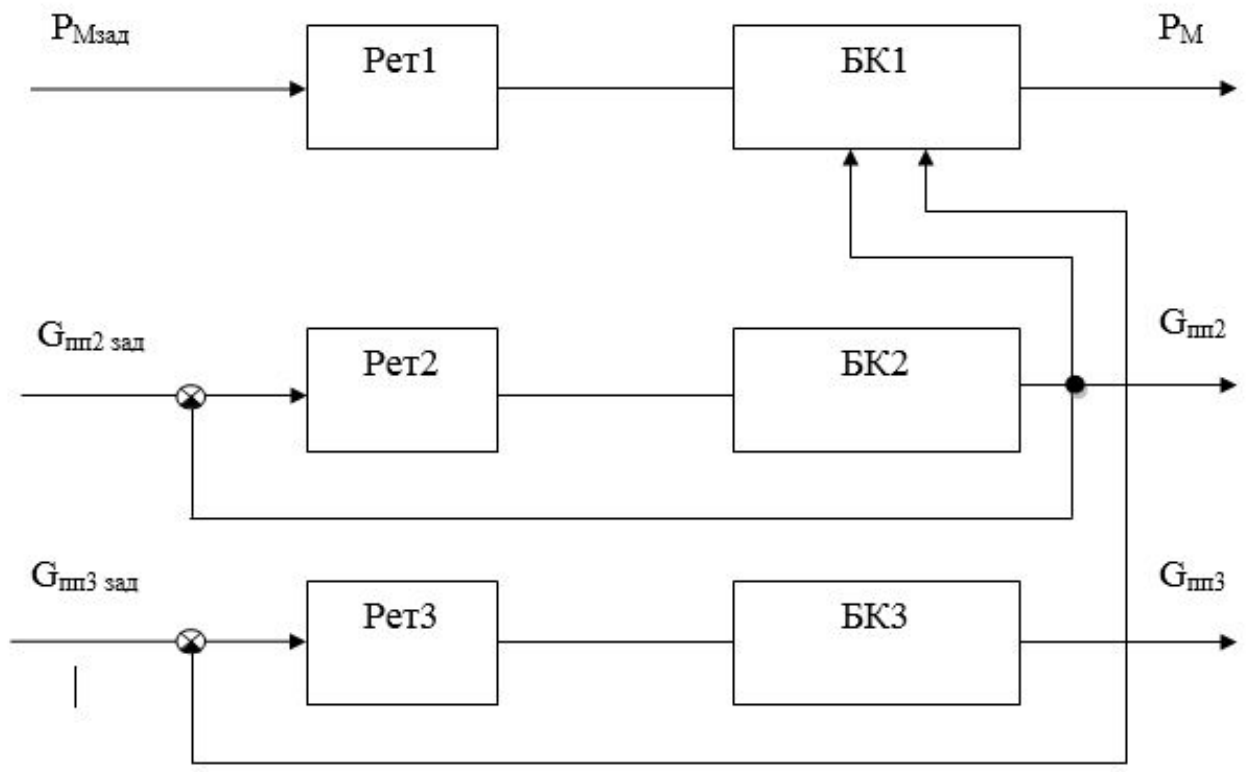 PМзад
Рет1
БК1
PМ
Gпп2 зад
Рет2
БК2
Gпп2
Gпп3 зад
Рет3
БК3
Gпп3